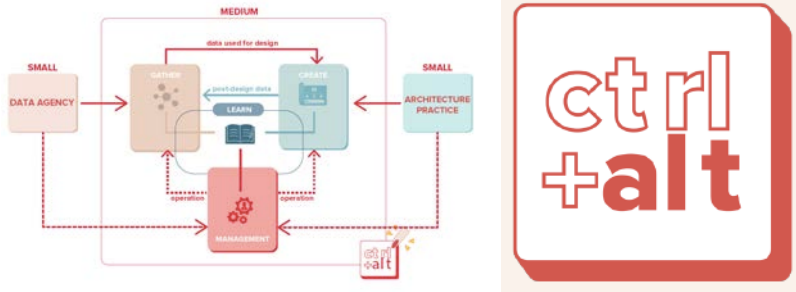 MEDIUM
data used for design
SMALL
SMALL
GATHER
CREATE
post-design data
DATA AGENCY
LEARN
ARCHITECTURE
PRACTICE
operation
operation
MANAGEMENT
ctrl
+alt
ctrl
+alt